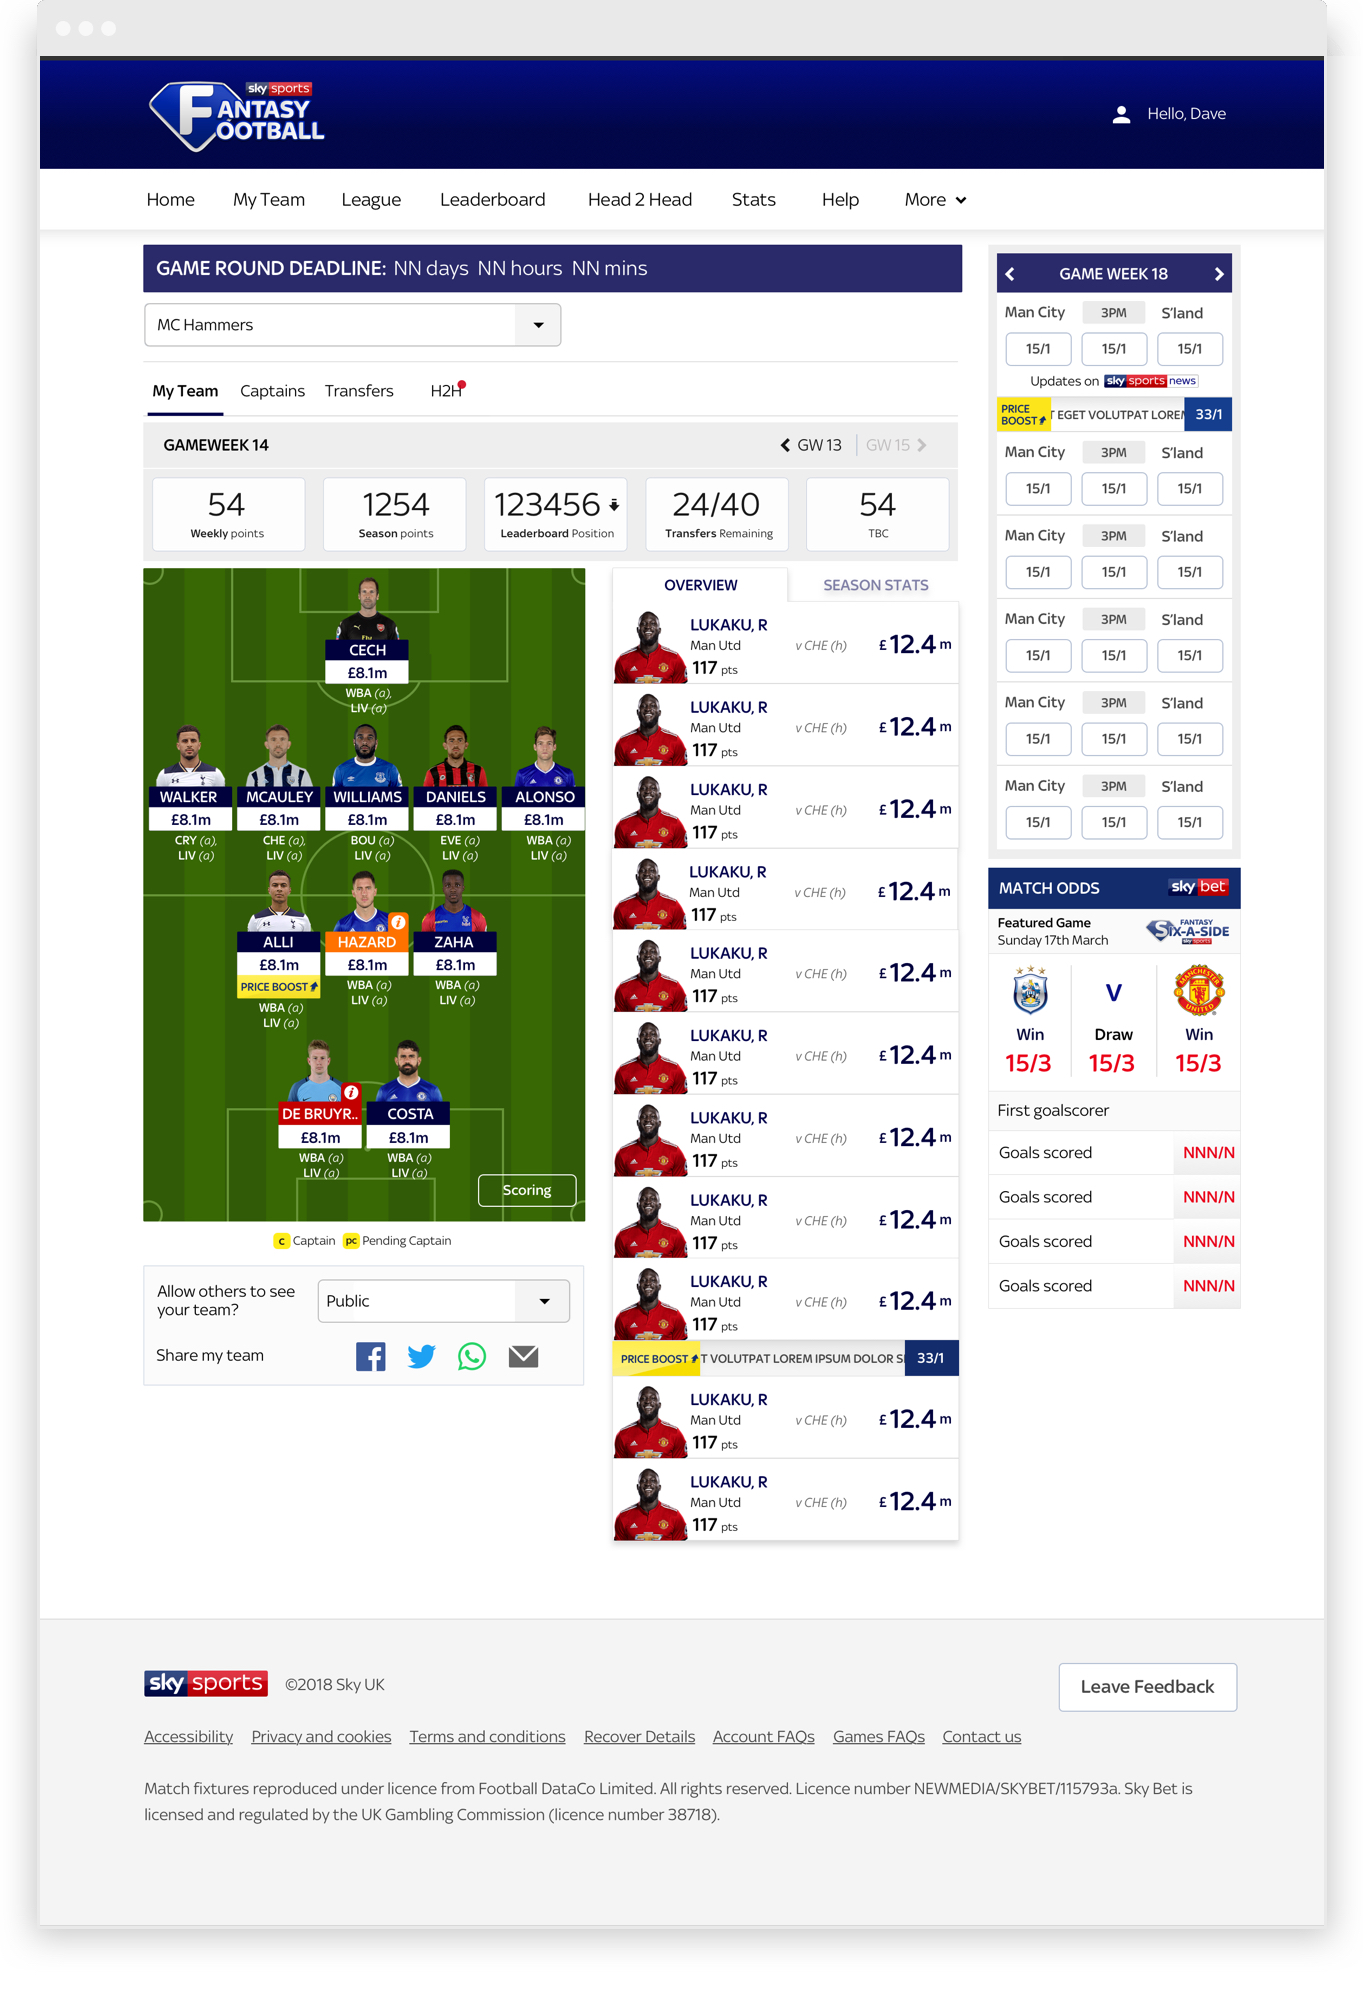 sky sports
FANTASY
FOOTBALL
Hello, Dave
Home My Team League Leaderboard Head 2 Head Stats Help More
GAME ROUND DEADLINE: NN days NN hours NN mins
MC Hammers
My Team Captains Transfers H2H
GAMEWEEK 14
GW 13 GW 15
54
Weekly points
1254
Season points
123456
Leaderboard Position
24/40
Transfers Remaining
54
TBC
CECH
£8.1m
WBA (a),
LIV (a)
WALKER
£8.1m
CRY (a),
LIV (a)
MCAULEY
£8.1m
CHE (a),
LIV (a)
WILLIAMS
£8.1m
BOU (a)
LIV (a)
DANIELS
£8.1m
EVE (a)
LIV (a)
ALONSO
£8.1m
WBA (a)
LIV (a)
ALLI
£8.1m
PRICE BOOST
WBA (a)
LIV (a)
i
HAZARD
£8.1m
WBA (a)
LIV (a)
ZAHA
£8.1m
WBA (a)
LIV (a)
i
DE BRUYR..
£8.1m
WBA (a)
LIV (a)
COSTA
£8.1m
WBA (a)
LIV (a)
Scoring
c Captain pc Pending Captain
Allow others to see
your team?
Public
Share my team
OVERVIEW SEASON STATS
LUKAKU, R
Man Utd v CHE (h) £ 12.4 m
117 pts
LUKAKU, R
Man Utd v CHE (h) £ 12.4 m
117 pts
LUKAKU, R
Man Utd v CHE (h) £ 12.4 m
117 pts
LUKAKU, R
Man Utd v CHE (h) £ 12.4 m
117 pts
LUKAKU, R
Man Utd v CHE (h) £ 12.4 m
117 pts
LUKAKU, R
Man Utd v CHE (h) £ 12.4 m
117 pts
LUKAKU, R
Man Utd v CHE (h) £ 12.4 m
117 pts
LUKAKU, R
Man Utd v CHE (h) £ 12.4 m
117 pts
LUKAKU, R
Man Utd v CHE (h) £ 12.4 m
117 pts
PRICE BOOST T VOLUTPAT LOREM IPSUM DOLOR S 33/1
LUKAKU, R
Man Utd v CHE (h) £ 12.4 m
117 pts
LUKAKU, R
Man Utd v CHE (h) £ 12.4 m
117 pts
GAME WEEK 18
Man City 3PM S'land
15/1 15/1 15/1
Updates on sky sports news
PRICE
BOOST T EGET VOLUTPAT LOREM 33/1
Man City 3PM S'land
15/1 15/1 15/1
Man City 3PM S'land
15/1 15/1 15/1
Man City 3PM S'land
15/1 15/1 15/1
Man City 3PM S'land
15/1 15/1 15/1
Man City 3PM S'land
15/1 15/1 15/1
MATCH ODDS sky bet
Featured Game
Sunday 17th March
FANTASY
SIX-A-SIDE
sky sports
V
MANCHESTER
UNITED
Win Draw Win
15/3 15/3 15/3
First goalscorer
Goals scored NNN/N
Goals scored NNN/N
Goals scored NNN/N
Goals scored NNN/N
sky sports ©2018 Sky UK
Leave Feedback
Accessibility Privacy and cookies Terms and conditions Recover Details Account FAQs Games FAQs Contact us
Match fixtures reproduced under licence from Football DataCo Limited. All rights reserved. Licence number NEWMEDIA/SKYBET/115793a. Sky Bet is
licensed and regulated by the UK Gambling Commission (licence number 38718).